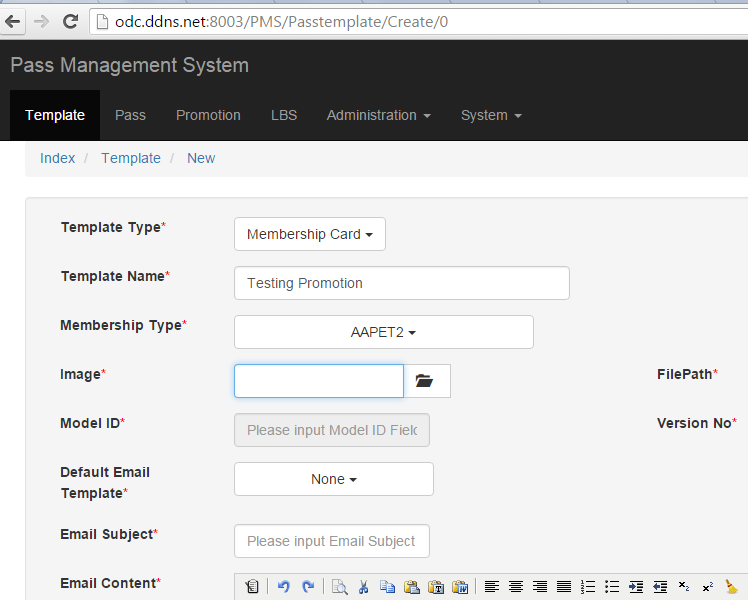 odc.ddns.net:8003/PMS/Passtemplate/Create/0
Pass Management System
Template Pass Promotion LBS Administration System
Index / Template / New
Template Type* Membership Card
Template Name* Testing Promotion
Membership Type* AAPET2
Image* FilePath*
Model ID* Please input Model ID Field Version No*
Default Email None
Template*
Email Subject* Please input Email Subject
Email Content*